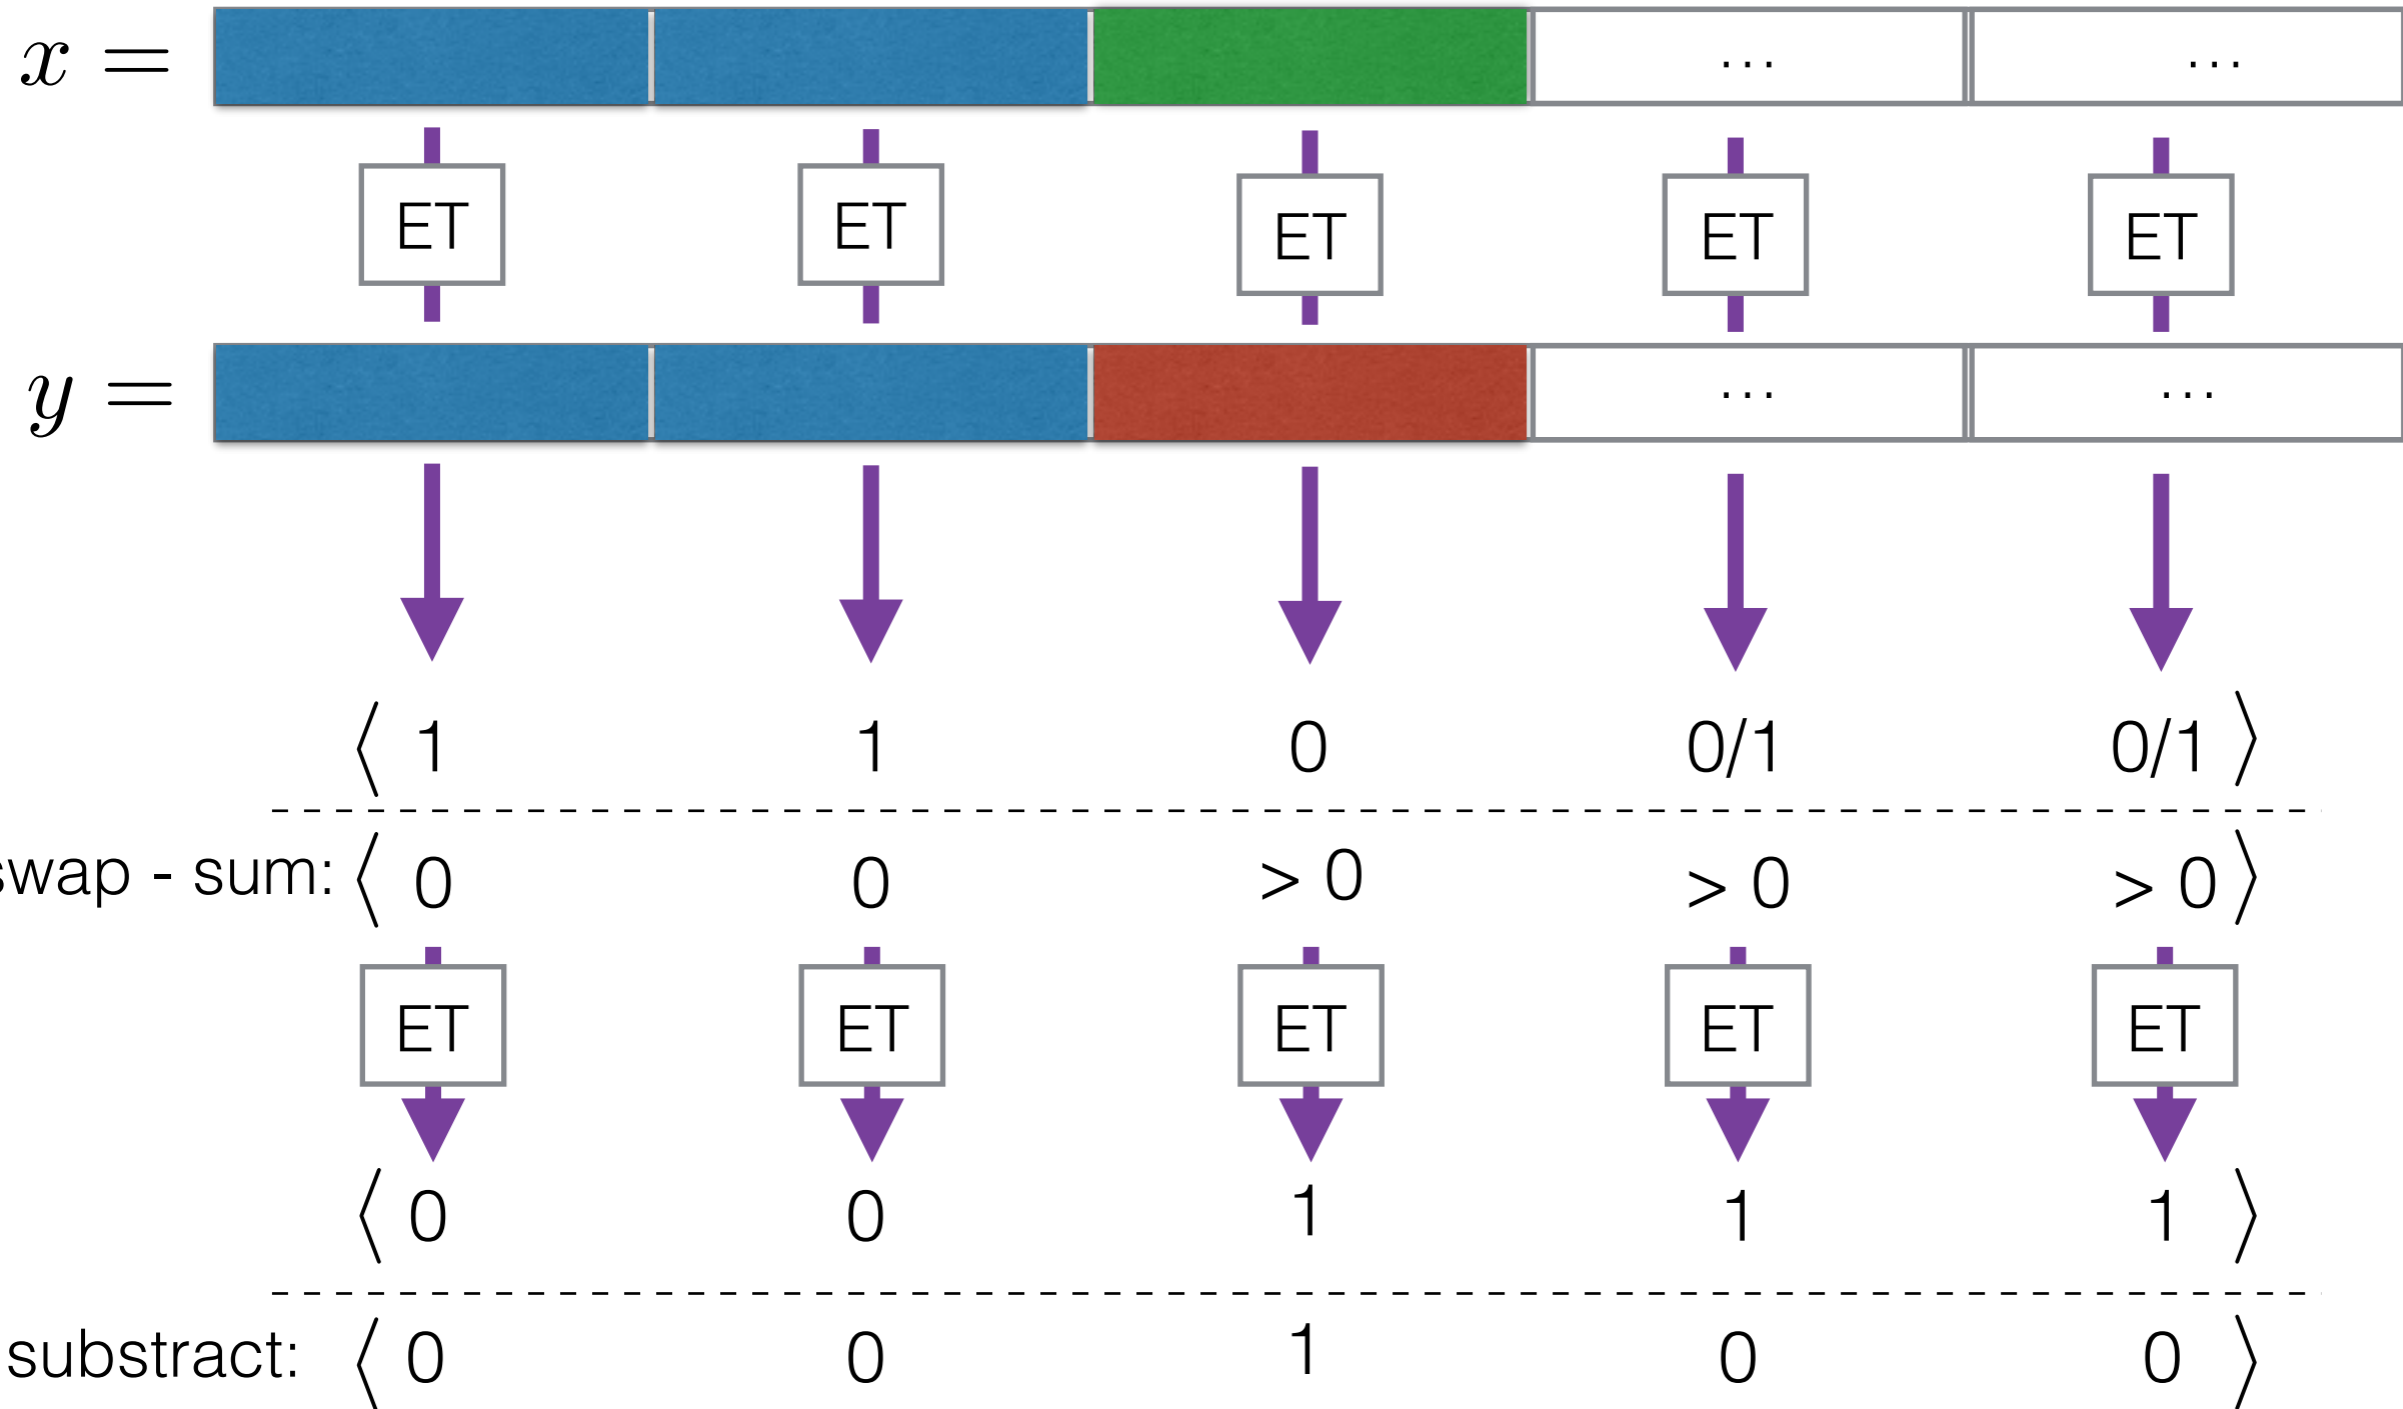 x = ... ...
ET ET ET ET ET
y = ... ...
⟨ 1 1 0 0/1 0/1 ⟩
swap - sum: ⟨ 0 0 > 0 > 0 > 0 ⟩
ET ET ET ET ET
⟨ 0 0 1 1 1 ⟩
substract: ⟨ 0 0 1 0 0 ⟩